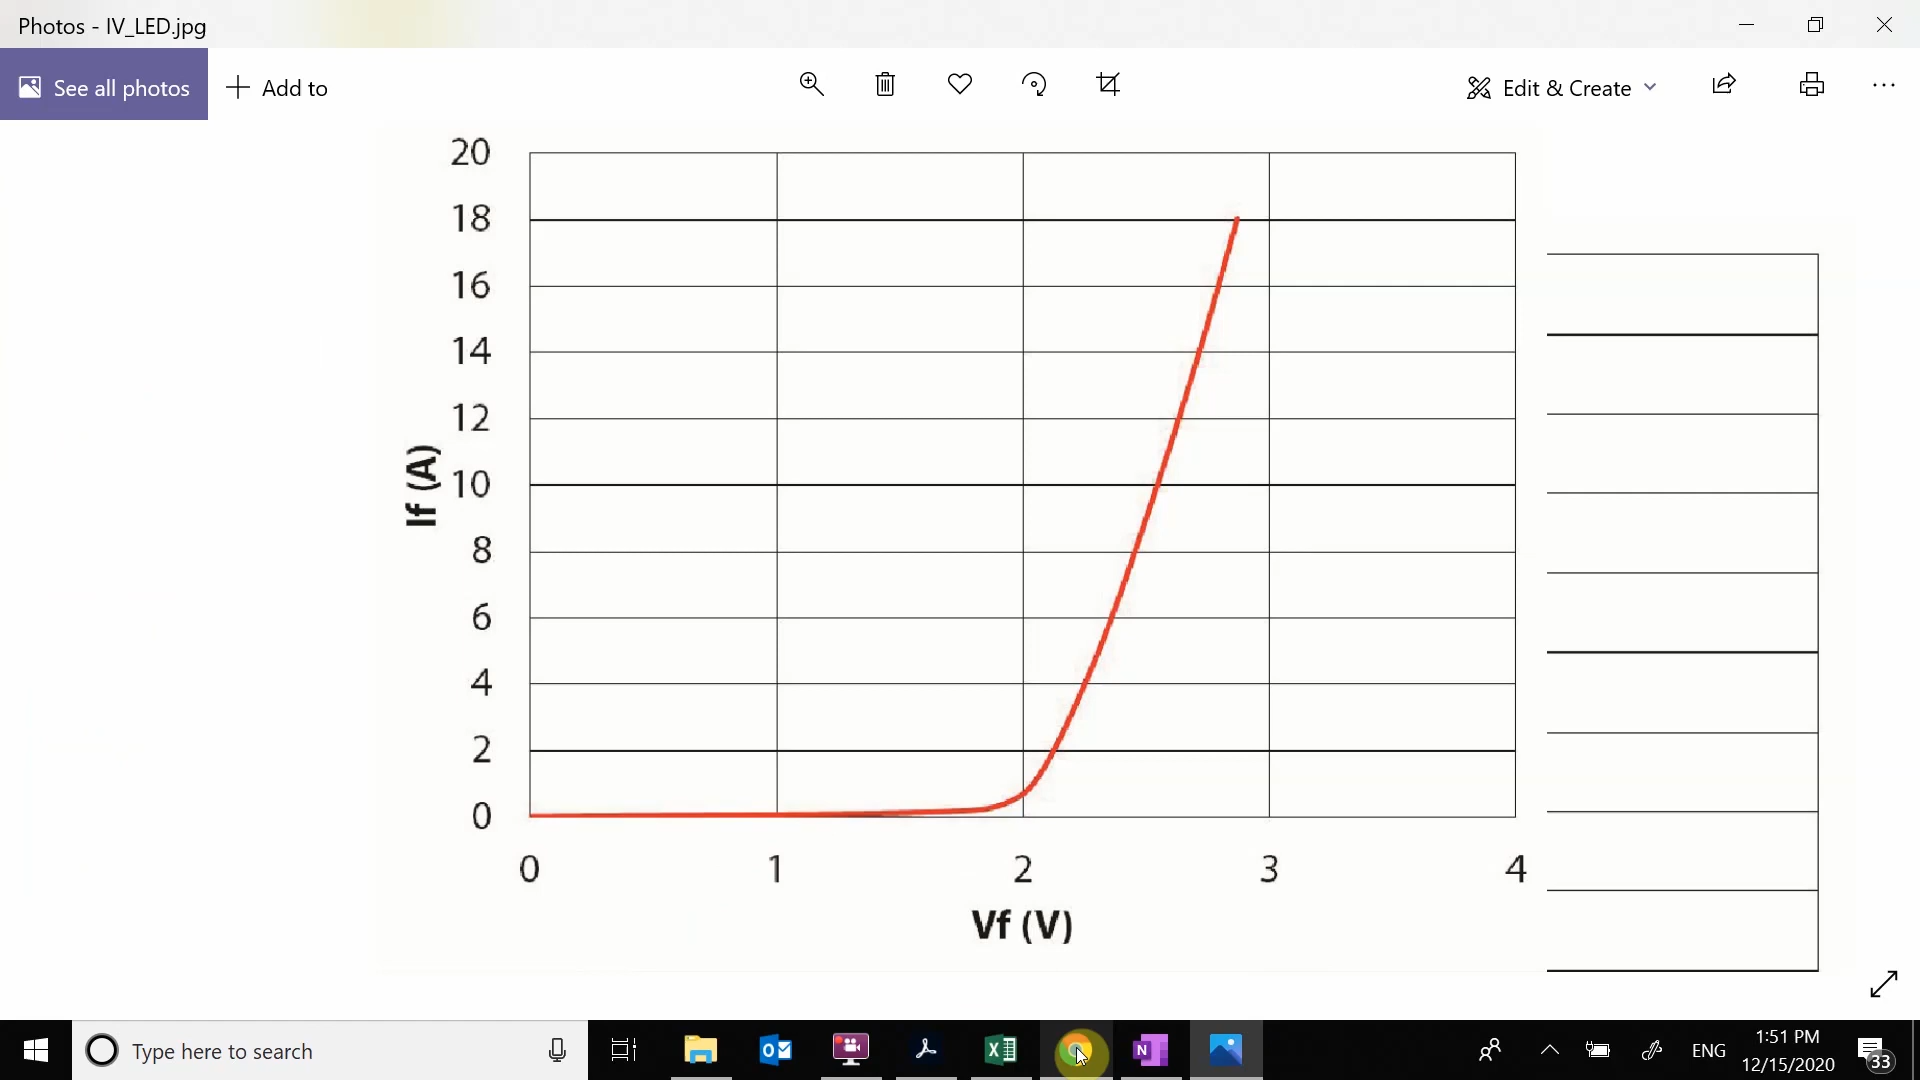 Photos - IV_LED.jpg
See all photos
Add to
Edit & Create
20
18
16
14
12
10
8
6
4
2
0
If (A)
0 1 2 3 4
Vf (V)
Type here to search
ENG
1:51 PM
12/15/2020
33